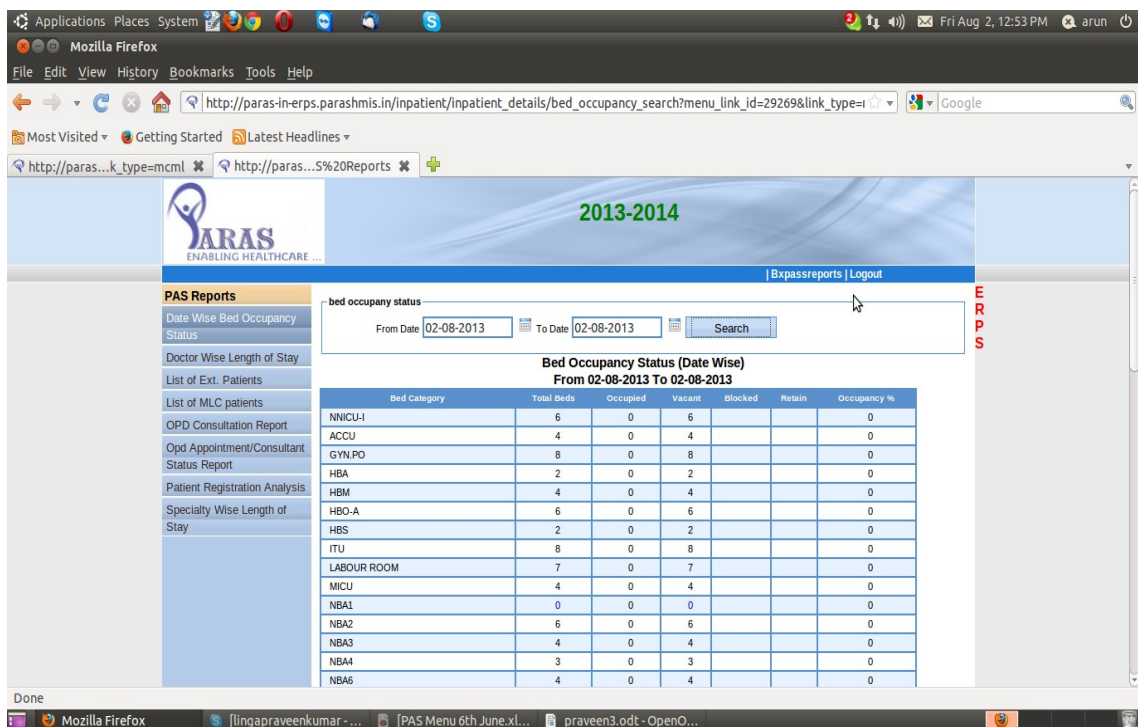 Applications Places System
2 Fri Aug 2, 12:53 PM arun
Mozilla Firefox
File Edit View History Bookmarks Tools Help
http://paras-in-erps.parashmis.in/inpatient/inpatient_details/bed_occupancy_search?menu_link_id=29269&link_type=
Google
Most Visited Getting Started Latest Headlines
http://paras...k_type=mcml http://paras...S%20Reports
PARAS
ENABLING HEALTHCARE ...
2013-2014
| Bxpassreports | Logout
E
R
P
S
PAS Reports
Date Wise Bed Occupancy
Status
Doctor Wise Length of Stay
List of Ext. Patients
List of MLC patients
OPD Consultation Report
Opd Appointment/Consultant
Status Report
Patient Registration Analysis
Specialty Wise Length of
Stay
bed occupany status
From Date 02-08-2013 To Date 02-08-2013 Search
Bed Occupancy Status (Date Wise)
From 02-08-2013 To 02-08-2013
Bed Category Total Beds Occupied Vacant Blocked Retain Occupancy %
NNICU-I 6 0 6 0
ACCU 4 0 4 0
GYN.PO 8 0 8 0
HBA 2 0 2 0
HBM 4 0 4 0
HBO-A 6 0 6 0
HBS 2 0 2 0
ITU 8 0 8 0
LABOUR ROOM 7 0 7 0
MICU 4 0 4 0
NBA1 0 0 0 0
NBA2 6 0 6 0
NBA3 4 0 4 0
NBA4 3 0 3 0
NBA6 4 0 4 0
Done
Mozilla Firefox [lingapraveenkumar - ... [PAS Menu 6th June.xl... praveen3.odt - OpenO...